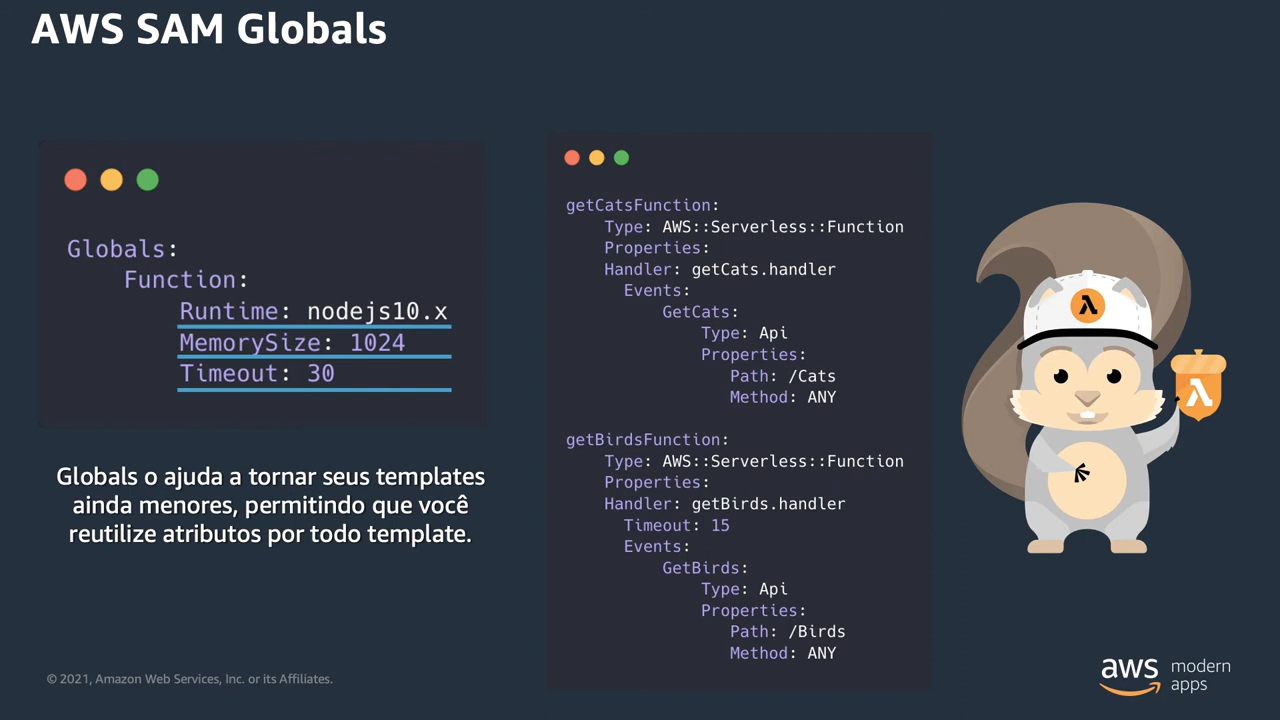 AWS SAM Globals
Globals:
Function:
Runtime: nodejs10.x
MemorySize: 1024
Timeout: 30
Globals o ajuda a tornar seus templates
ainda menores, permitindo que você
reutilize atributos por todo template.
getCatsFunction:
Type: AWS::Serverless::Function
Properties:
Handler: getCats.handler
Events:
GetCats:
Type: Api
Properties:
Path: /Cats
Method: ANY
getBirdsFunction:
Type: AWS::Serverless::Function
Properties:
Handler: getBirds.handler
Timeout: 15
Events:
GetBirds:
Type: Api
Properties:
Path: /Birds
Method: ANY
© 2021, Amazon Web Services, Inc. or its Affiliates.
aws modern
apps